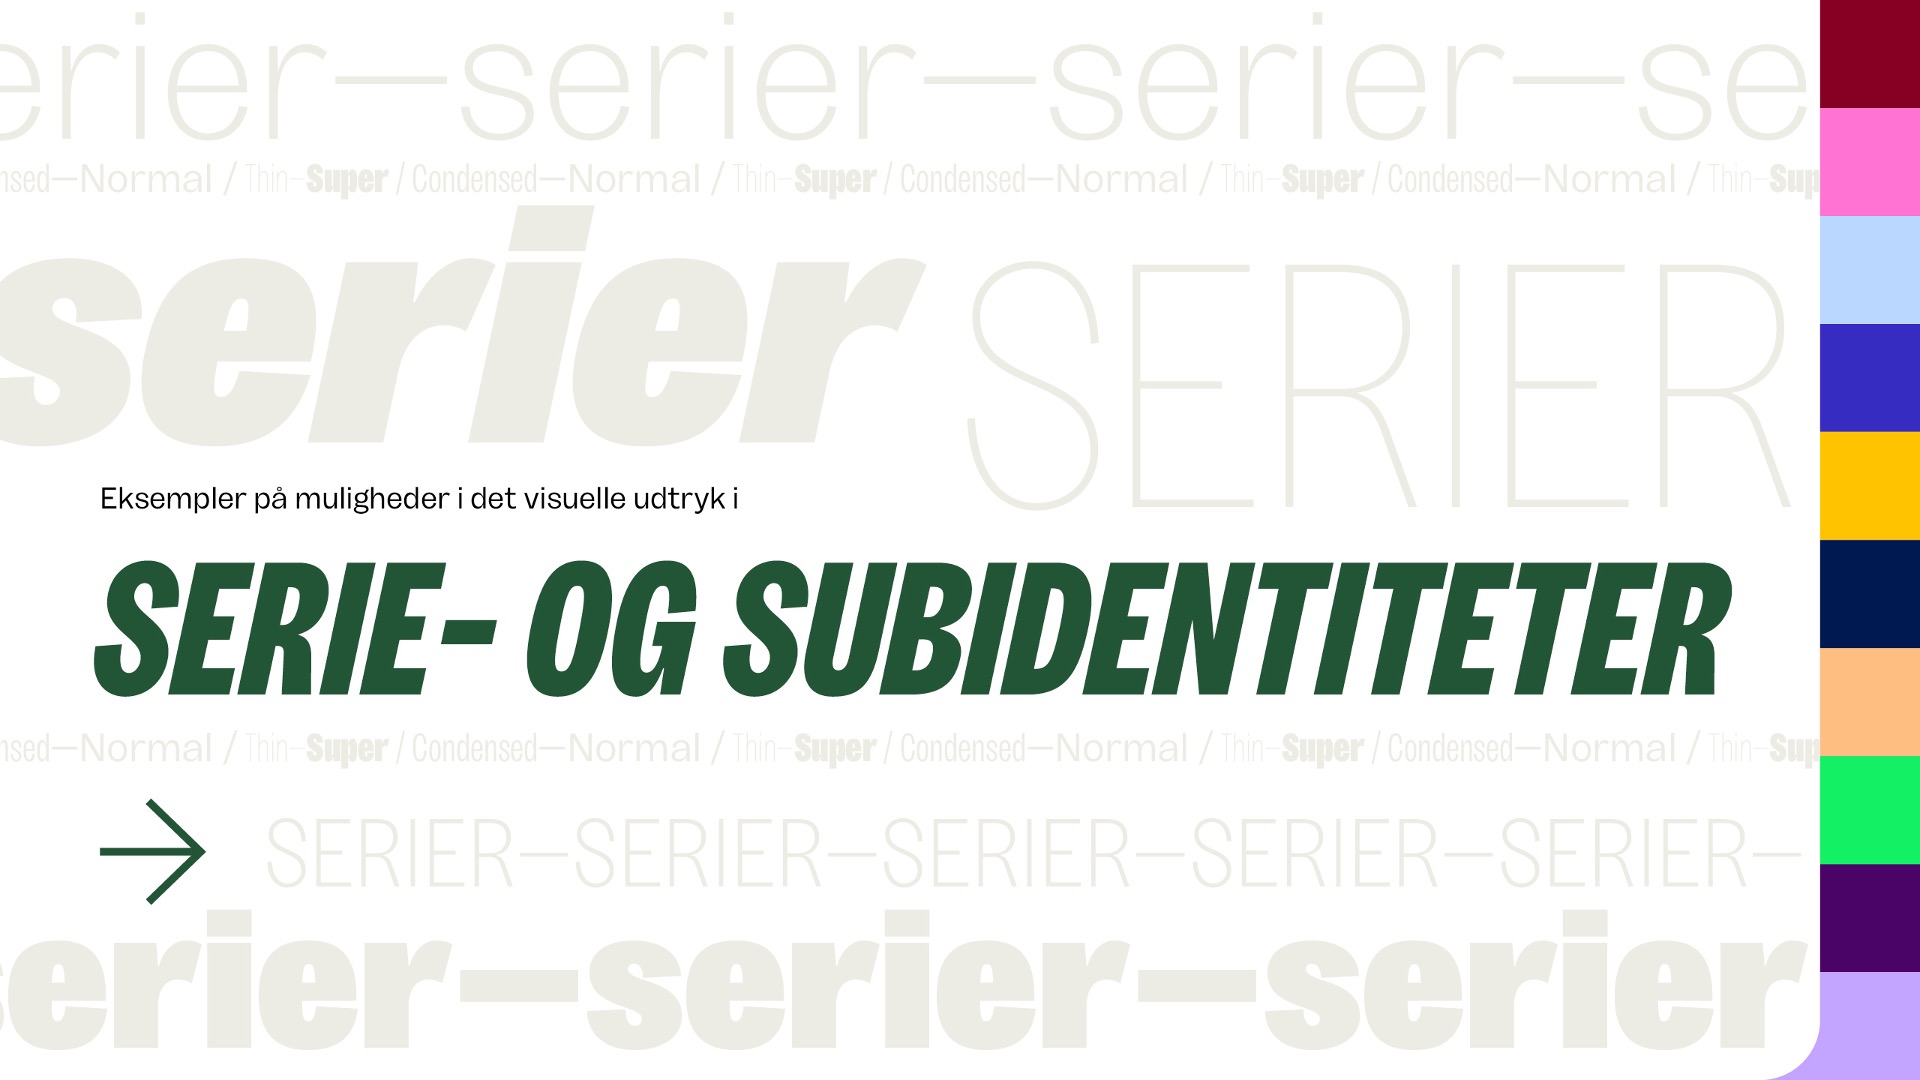 erier—serier—serier—se
nsed—Normal / Thin–Super / Condensed—Normal / Thin–Super / Condensed—Normal / Thin–Super / Condensed—Normal / Thin–Sup
serier SERIER
Eksempler på muligheder i det visuelle udtryk i
SERIE- OG SUBIDENTITETER
nsed—Normal / Thin–Super / Condensed—Normal / Thin–Super / Condensed—Normal / Thin–Super / Condensed—Normal / Thin–Sup
SERIER—SERIER—SERIER—SERIER—SERIER—
serier—serier—serier